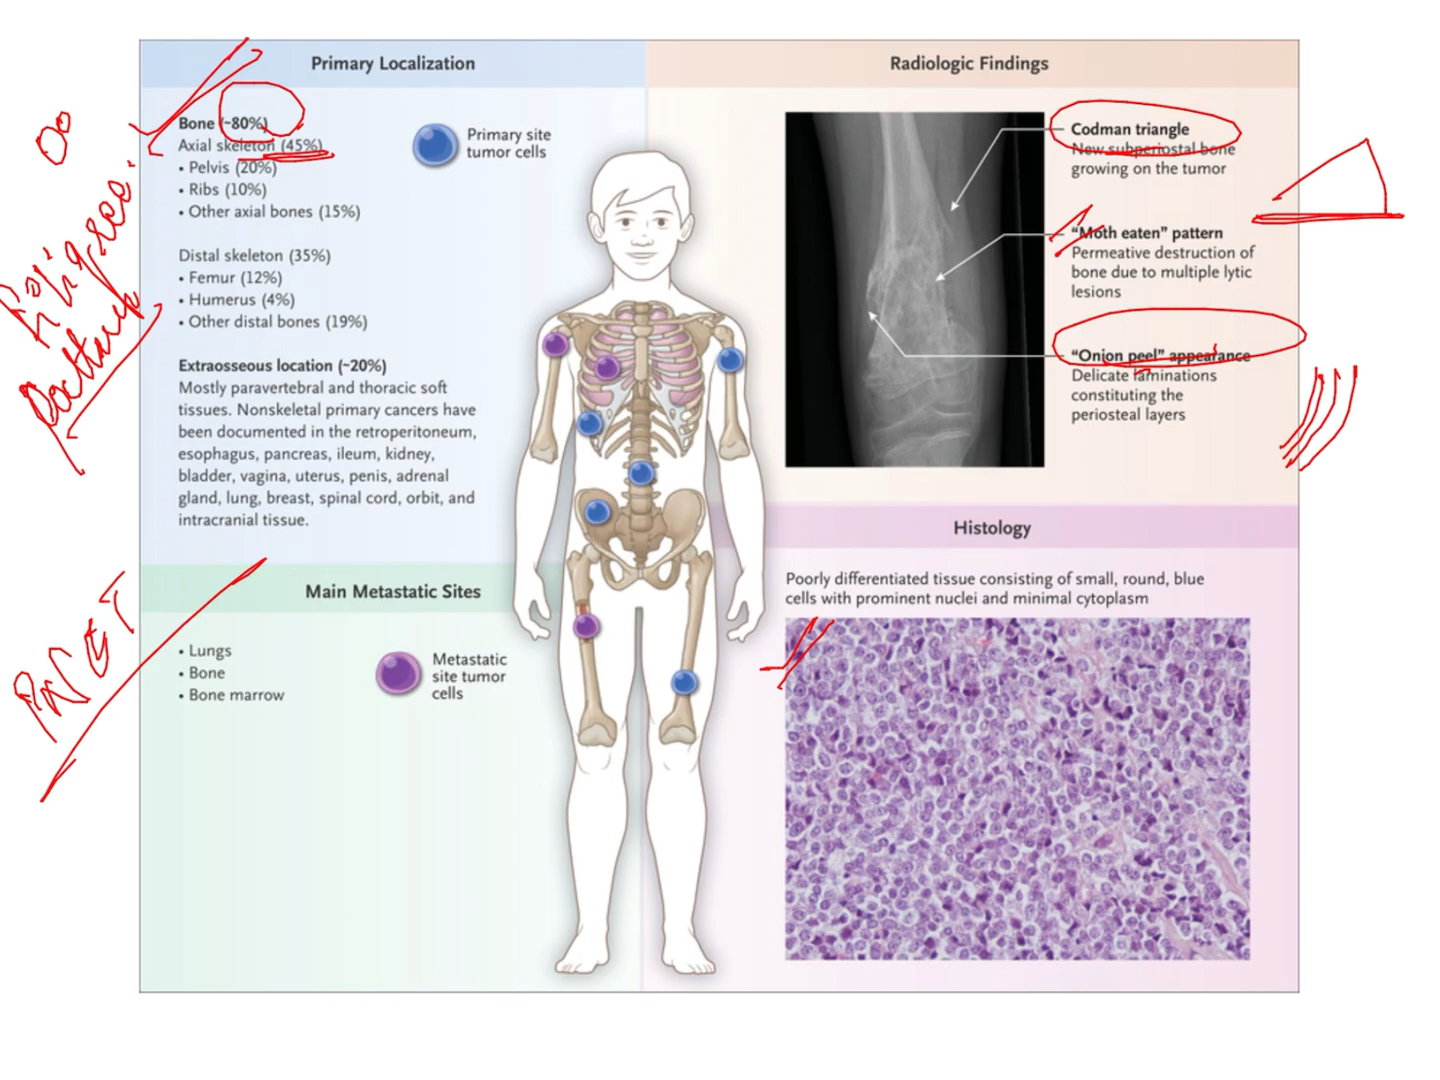 Primary Localization
Bone (~80%)
Axial skeleton (45%)
• Pelvis (20%)
• Ribs (10%)
• Other axial bones (15%)
Distal skeleton (35%)
• Femur (12%)
• Humerus (4%)
• Other distal bones (19%)
Extraosseous location (~20%)
Mostly paravertebral and thoracic soft
tissues. Nonskeletal primary cancers have
been documented in the retroperitoneum,
esophagus, pancreas, ileum, kidney,
bladder, vagina, uterus, penis, adrenal
gland, lung, breast, spinal cord, orbit, and
intracranial tissue.
Primary site
tumor cells
Main Metastatic Sites
• Lungs
• Bone
• Bone marrow
Metastatic
site tumor
cells
Radiologic Findings
Codman triangle
New subperiosteal bone
growing on the tumor
“Moth eaten” pattern
Permeative destruction of
bone due to multiple lytic
lesions
“Onion peel” appearance
Delicate laminations
constituting the
periosteal layers
Histology
Poorly differentiated tissue consisting of small, round, blue
cells with prominent nuclei and minimal cytoplasm
PNET